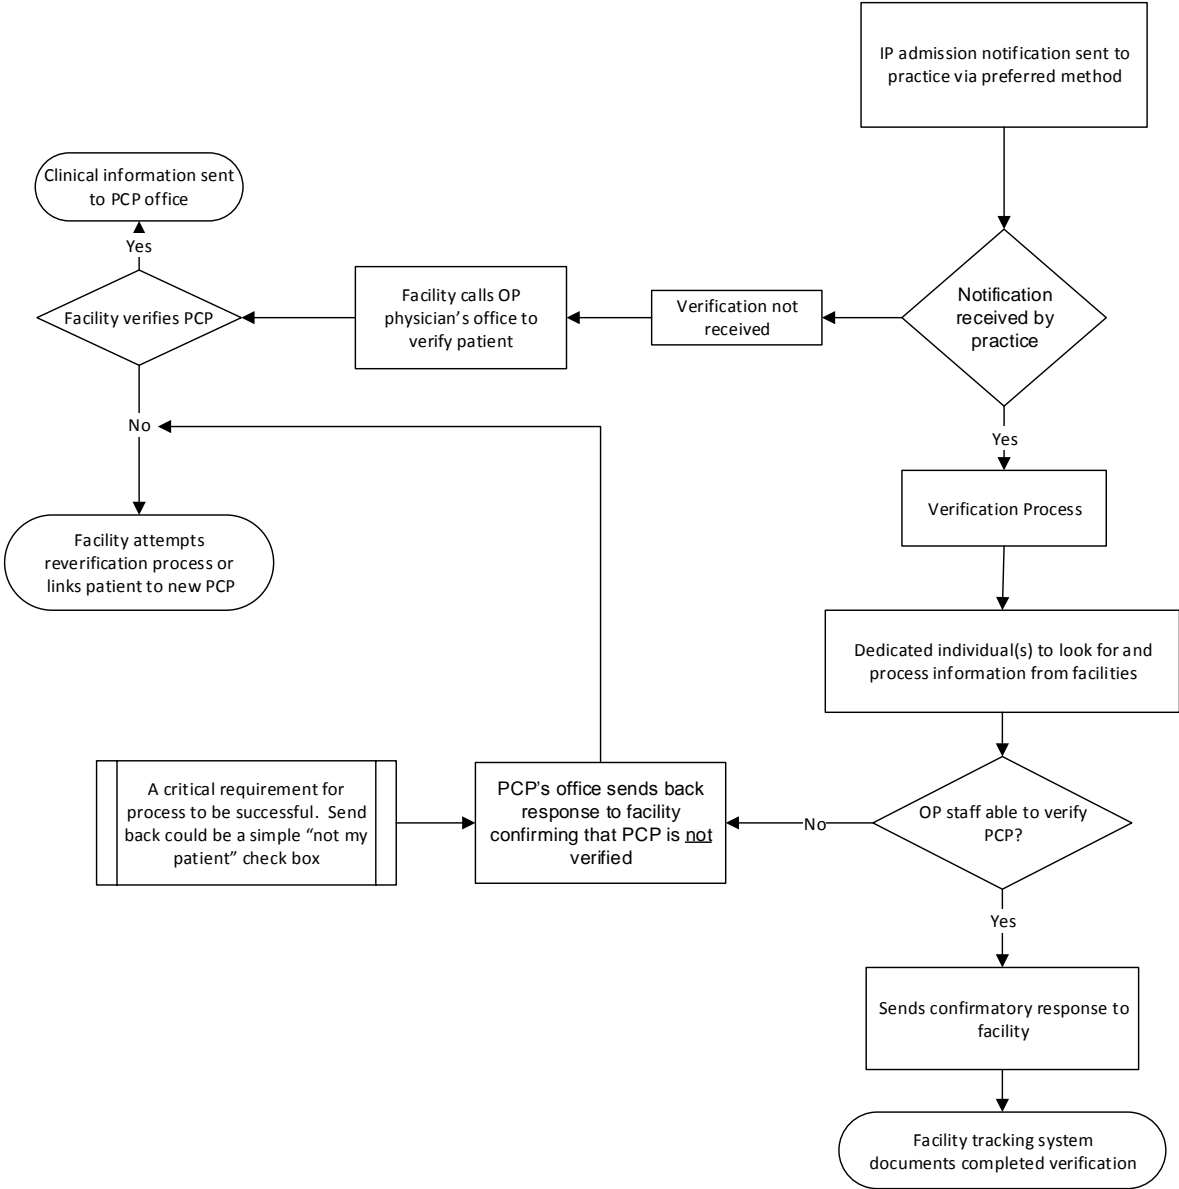 IP admission notification sent to
practice via preferred method
Clinical information sent
to PCP office
Yes
Facility verifies PCP
Facility calls OP
physician’s office to
verify patient
Verification not
received
Notification
received by
practice
No
Yes
Facility attempts
reverification process or
links patient to new PCP
Verification Process
Dedicated individual(s) to look for and
process information from facilities
A critical requirement for
process to be successful.  Send
back could be a simple “not my
patient” check box
PCP’s office sends back
response to facility
confirming that PCP is not
verified
No
OP staff able to verify
PCP?
Yes
Sends confirmatory response to
facility
Facility tracking system
documents completed verification